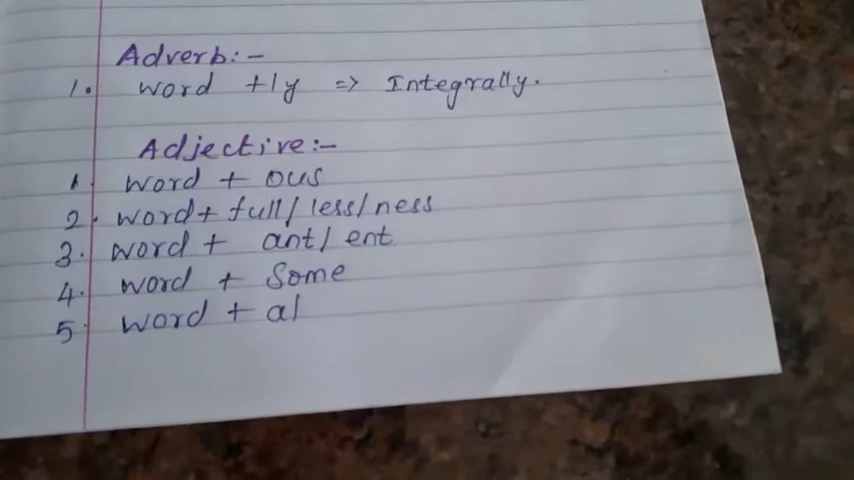 Adverb:-
1. word +ly => Integrally.
Adjective:-
1. word + ous
2. word + full/less/ness
3. word + ant/ent
4. word + Some
5. word + al